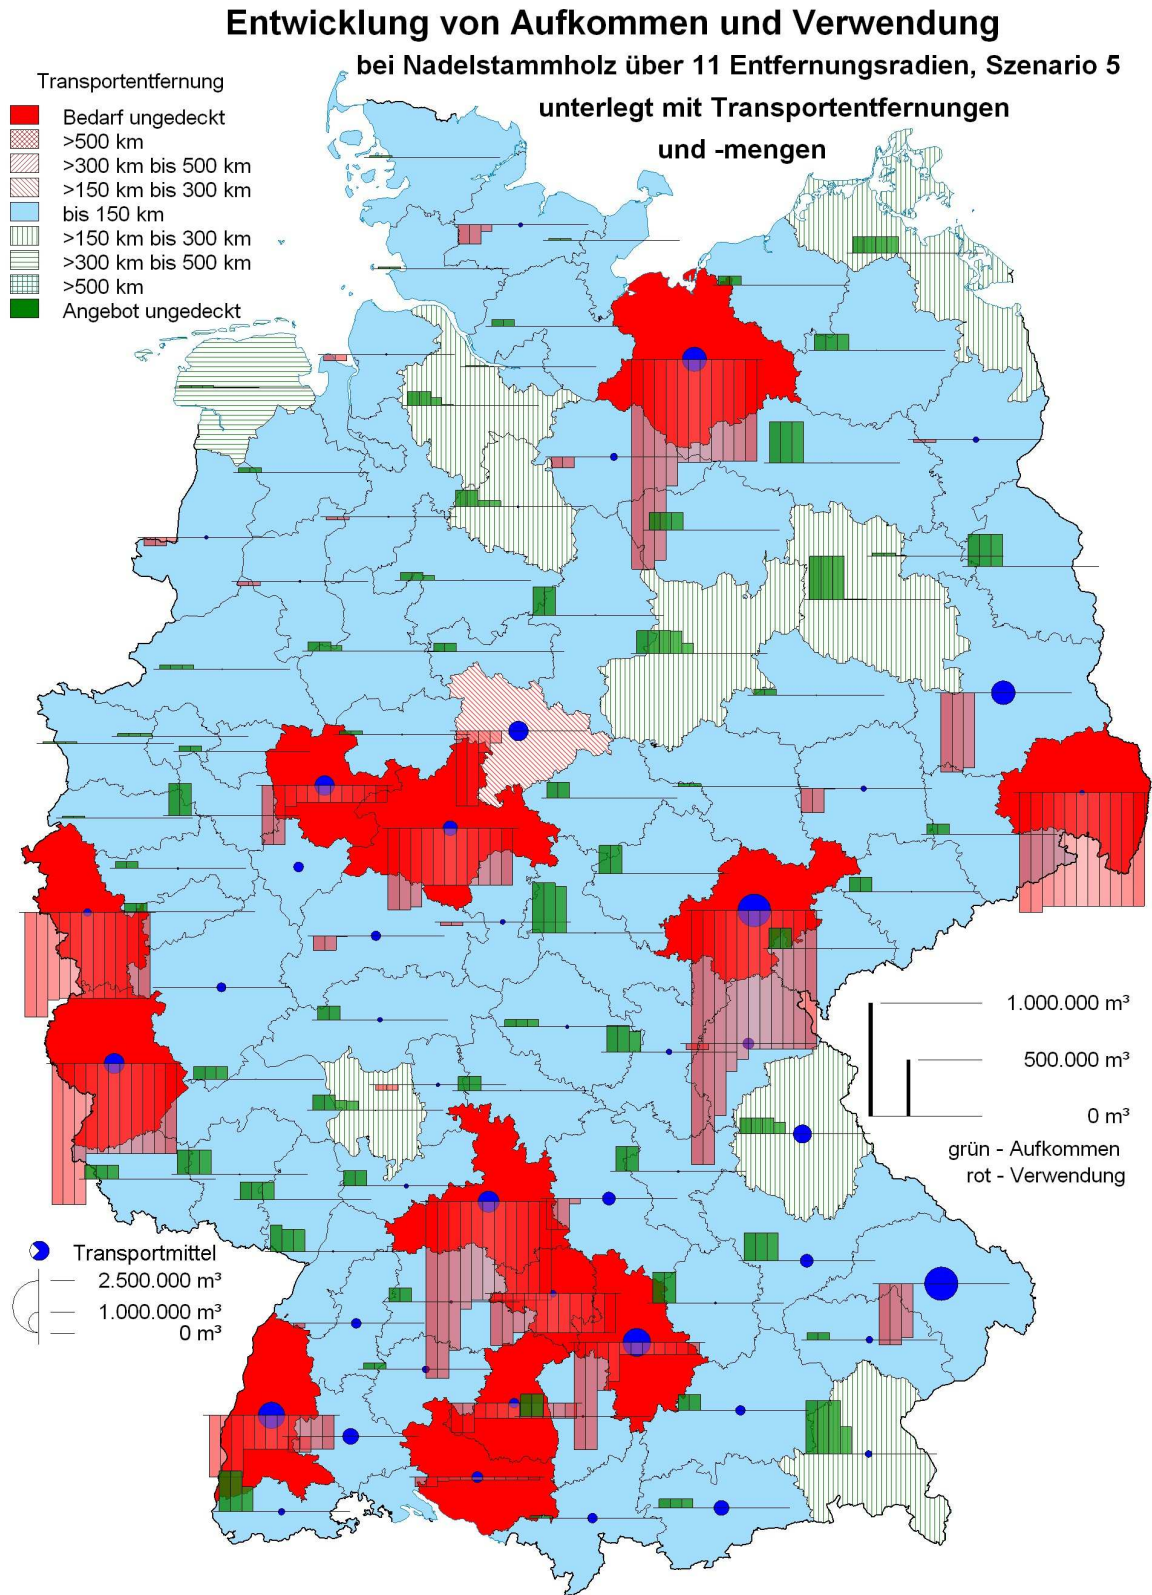 Entwicklung von Aufkommen und Verwendung
bei Nadelstammholz über 11 Entfernungsradien, Szenario 5
unterlegt mit Transportentfernungen
und -mengen
Transportentfernung
Bedarf ungedeckt
>500 km
>300 km bis 500 km
>150 km bis 300 km
bis 150 km
>150 km bis 300 km
>300 km bis 500 km
>500 km
Angebot ungedeckt
1.000.000 m³
500.000 m³
0 m³
grün - Aufkommen
rot - Verwendung
Transportmittel
2.500.000 m³
1.000.000 m³
0 m³